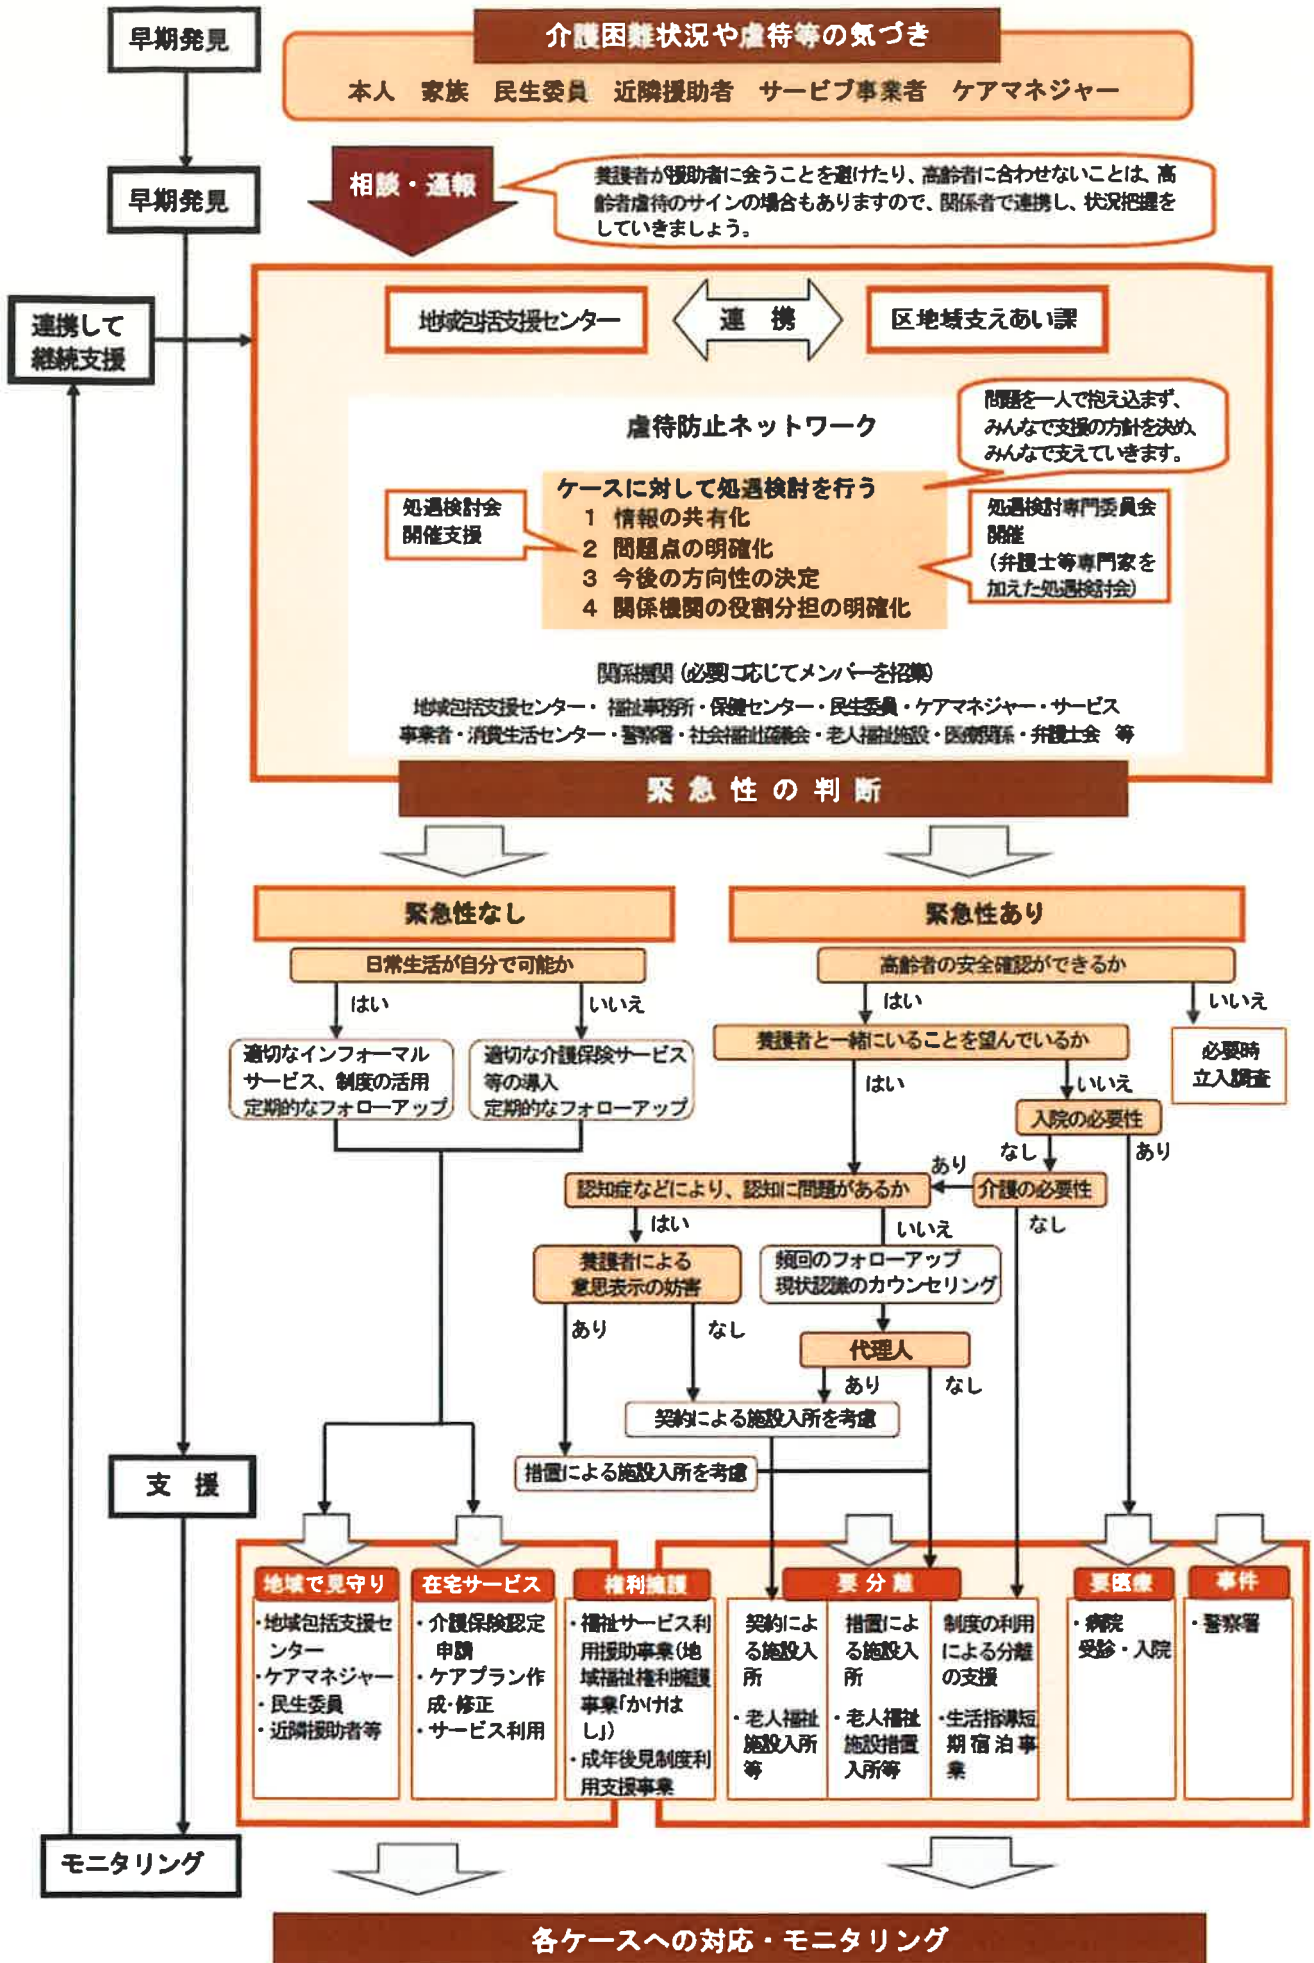 早期発見
介護困難状況や虐待等の気づき
本人　家族　民生委員　近隣援助者　サービブ事業者　ケアマネジャー
早期発見
相談・通報
養護者が援助者に会うことを避けたり、高齢者に合わせないことは、高
齢者虐待のサインの場合もありますので、関係者で連携し、状況把握を
していきましょう。
連携して
継続支援
地域包括支援センター
連　携
区地域支えあい課
虐待防止ネットワーク
問題を一人で抱え込まず、
みんなで支援の方針を決め、
みんなで支えていきます。
ケースに対して処遇検討を行う
1　情報の共有化
2　問題点の明確化
3　今後の方向性の決定
4　関係機関の役割分担の明確化
処遇検討会
開催支援
処遇検討専門委員会
開催
(弁護士等専門家を
加えた処遇検討会)
関係機関 (必要に応じてメンバーを招集)
地域包括支援センター・福祉事務所・保健センター・民生委員・ケアマネジャー・サービス
事業者・消費生活センター・警察署・社会福祉協議会・老人福祉施設・医療関係・弁護士会　等
緊急性の判断
緊急性なし
緊急性あり
日常生活が自分で可能か
高齢者の安全確認ができるか
はい
いいえ
はい
いいえ
適切なインフォーマル
サービス、制度の活用
定期的なフォローアップ
適切な介護保険サービス
等の導入
定期的なフォローアップ
養護者と一緒にいることを望んでいるか
必要時
立入調査
はい
いいえ
入院の必要性
なし
あり
あり
認知症などにより、認知に問題があるか
介護の必要性
はい
いいえ
なし
養護者による
意思表示の妨害
頻回のフォローアップ
現状認識のカウンセリング
あり
なし
代理人
あり
なし
契約による施設入所を考慮
措置による施設入所を考慮
支　援
地域で見守り
・地域包括支援セ
ンター
・ケアマネジャー
・民生委員
・近隣援助者等
在宅サービス
・介護保険認定
申請
・ケアプラン作
成・修正
・サービス利用
権利擁護
・福祉サービス利
用援助事業(地
域福祉権利擁護
事業「かけは
し」)
・成年後見制度利
用支援事業
要分離
契約によ
る施設入
所
・老人福祉
施設入所
等
措置によ
る施設入
所
・老人福祉
施設措置
入所等
制度の利用
による分離
の支援
・生活指導短
期宿泊事
業
要医療
・病院
受診・入院
事件
・警察署
モニタリング
各ケースへの対応・モニタリング